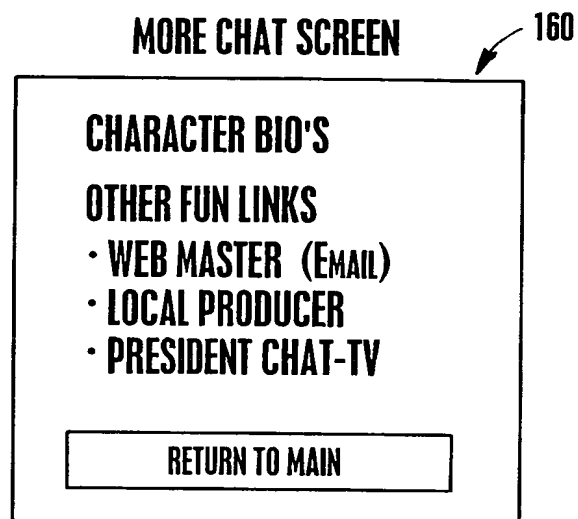 MORE CHAT SCREEN
160
CHARACTER BIO'S
OTHER FUN LINKS
· WEB MASTER (EMAIL)
· LOCAL PRODUCER
· PRESIDENT CHAT-TV
RETURN TO MAIN